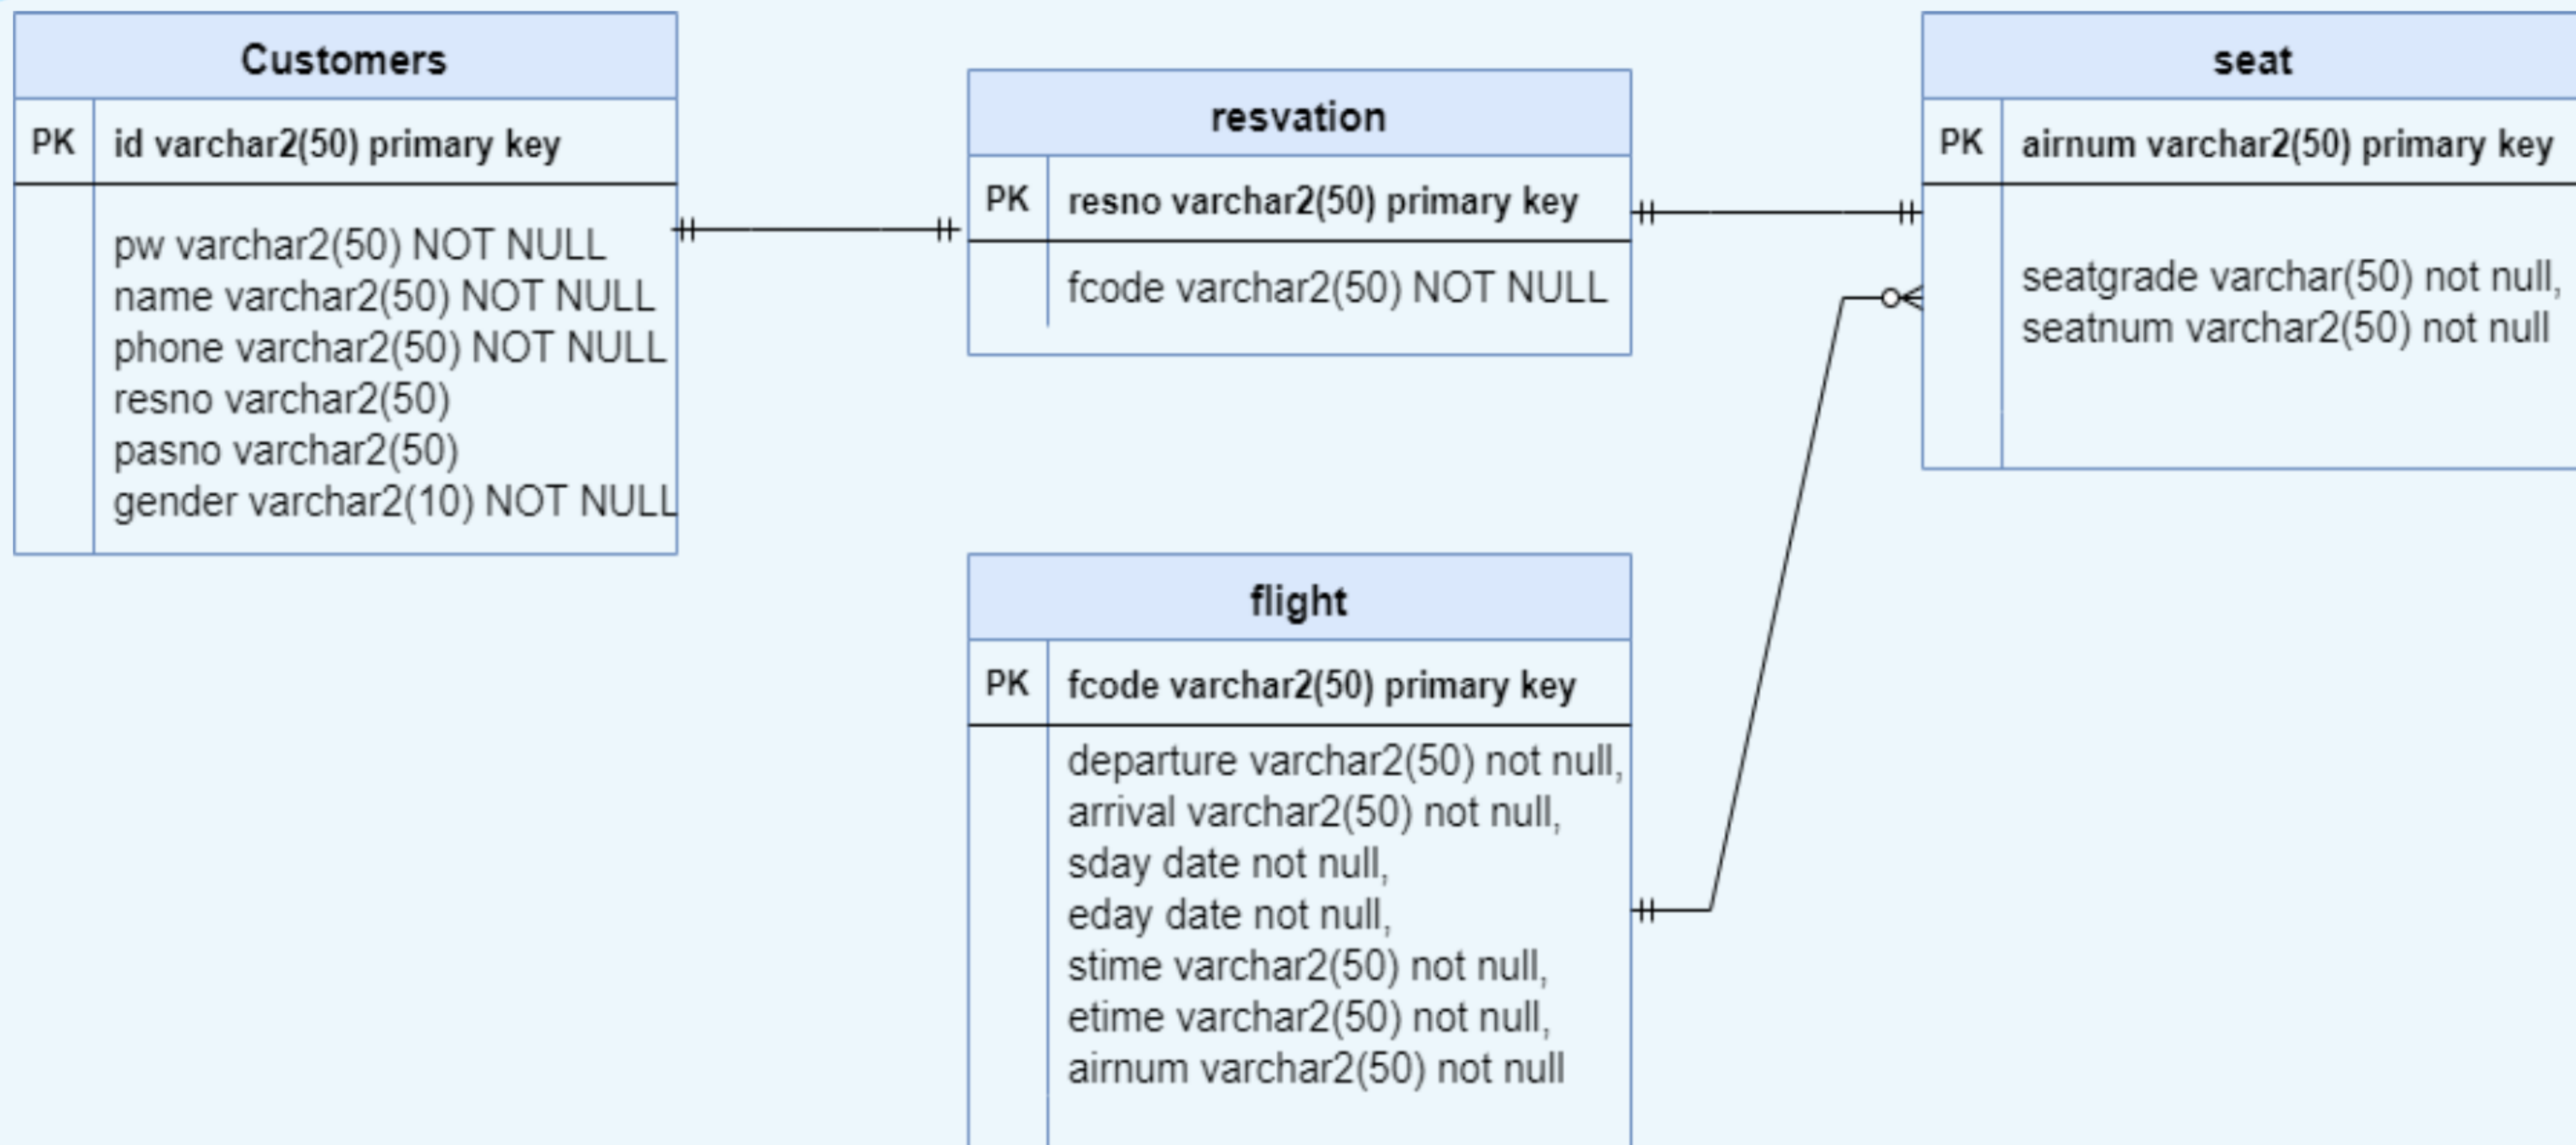 Customers
PK id varchar2(50) primary key
pw varchar2(50) NOT NULL
name varchar2(50) NOT NULL
phone varchar2(50) NOT NULL
resno varchar2(50)
pasno varchar2(50)
gender varchar2(10) NOT NULL
resvation
PK resno varchar2(50) primary key
fcode varchar2(50) NOT NULL
seat
PK airnum varchar2(50) primary key
seatgrade varchar(50) not null,
seatnum varchar2(50) not null
flight
PK fcode varchar2(50) primary key
departure varchar2(50) not null,
arrival varchar2(50) not null,
sday date not null,
eday date not null,
stime varchar2(50) not null,
etime varchar2(50) not null,
airnum varchar2(50) not null